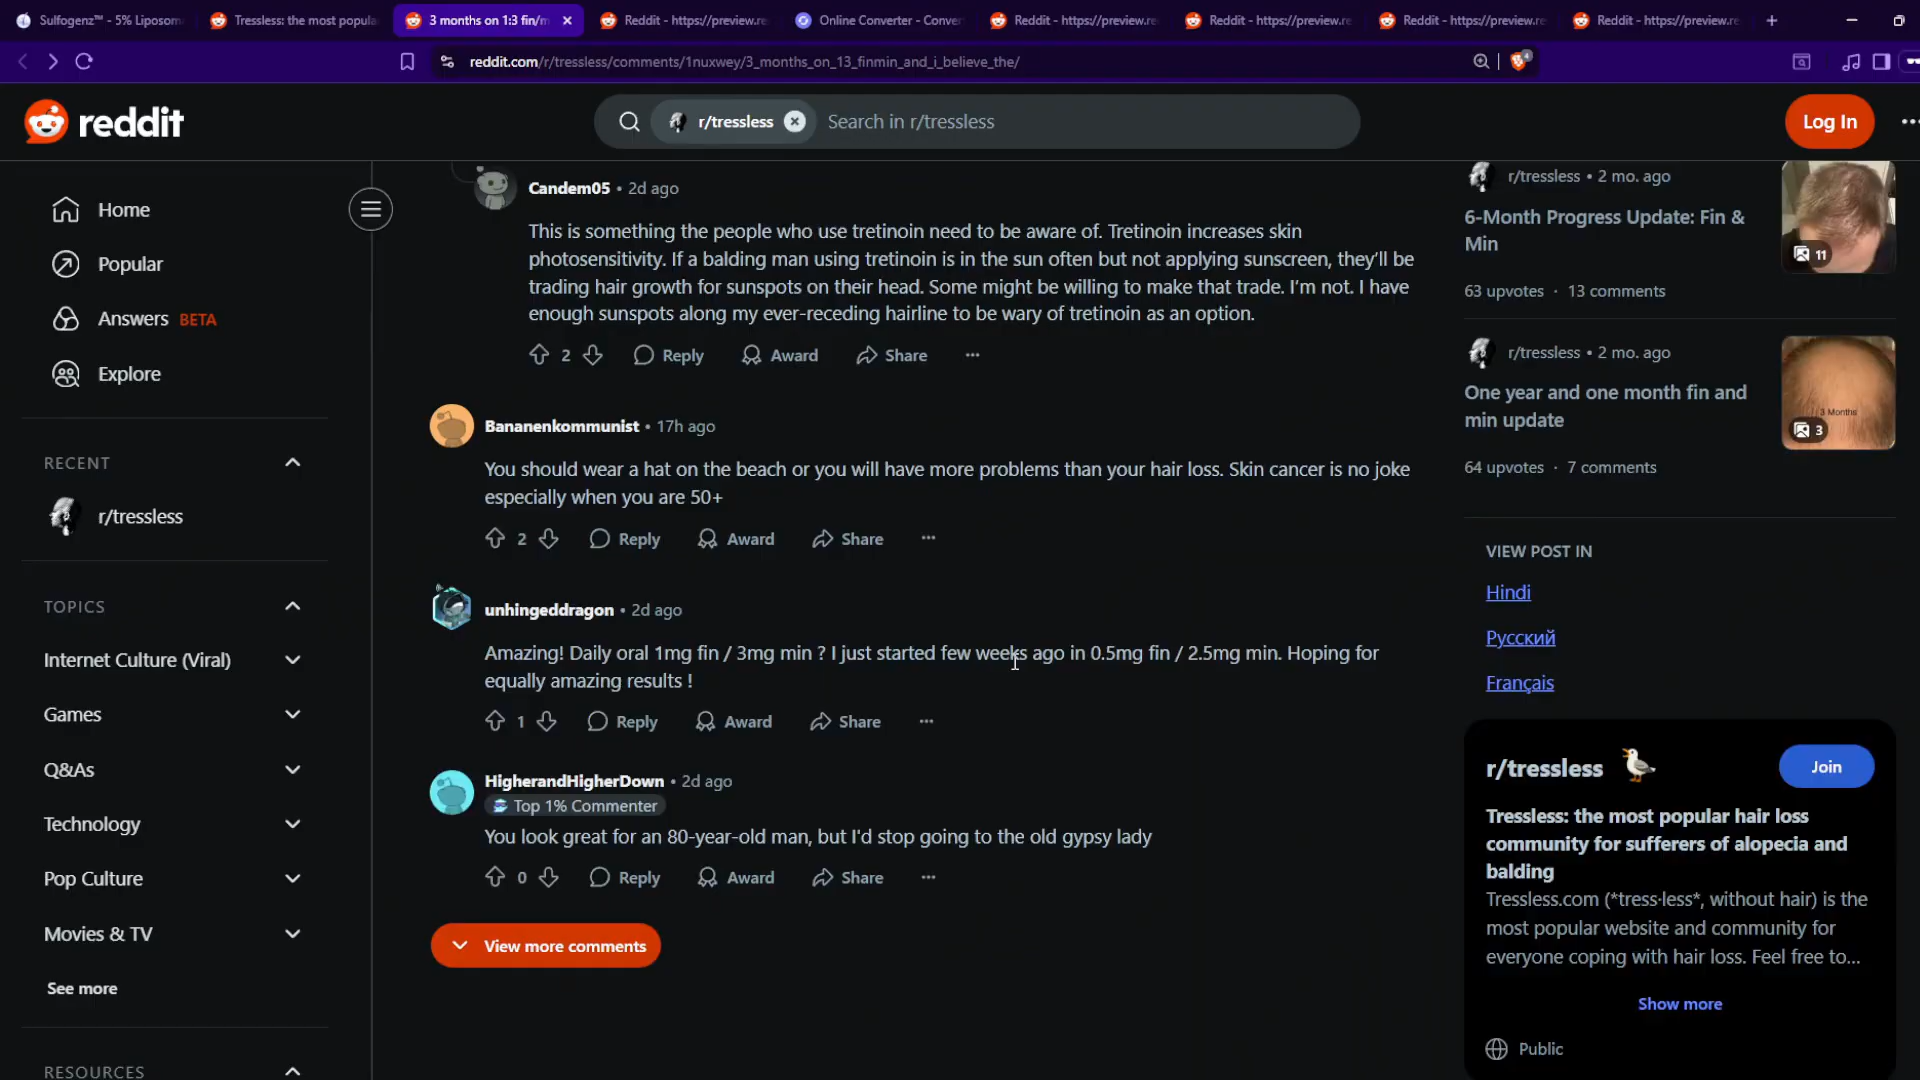 Sulfogenz™ - 5% Liposom
Tressless: the most popula
3 months on 1:3 fin/m
Reddit - https://preview.re
Online Converter - Conver
Reddit - https://preview.re
Reddit - https://preview.re
Reddit - https://preview.re
Reddit - https://preview.re
reddit.com/r/tressless/comments/1nuxwey/3_months_on_13_finmin_and_i_believe_the/
4
reddit
r/tressless
Search in r/tressless
Log In
Home
Popular
Answers BETA
Explore
RECENT
r/tressless
TOPICS
Internet Culture (Viral)
Games
Q&As
Technology
Pop Culture
Movies & TV
See more
RESOURCES
Candem05 • 2d ago
This is something the people who use tretinoin need to be aware of. Tretinoin increases skin
photosensitivity. If a balding man using tretinoin is in the sun often but not applying sunscreen, they'll be
trading hair growth for sunspots on their head. Some might be willing to make that trade. I'm not. I have
enough sunspots along my ever-receding hairline to be wary of tretinoin as an option.
2 Reply Award Share
Bananenkommunist • 17h ago
You should wear a hat on the beach or you will have more problems than your hair loss. Skin cancer is no joke
especially when you are 50+
2 Reply Award Share
unhingeddragon • 2d ago
Amazing! Daily oral 1mg fin / 3mg min ? I just started few weeks ago in 0.5mg fin / 2.5mg min. Hoping for
equally amazing results !
1 Reply Award Share
HigherandHigherDown • 2d ago
Top 1% Commenter
You look great for an 80-year-old man, but I'd stop going to the old gypsy lady
0 Reply Award Share
View more comments
r/tressless • 2 mo. ago
6-Month Progress Update: Fin &
Min
11
63 upvotes · 13 comments
r/tressless • 2 mo. ago
One year and one month fin and
min update
3 Months
3
64 upvotes · 7 comments
VIEW POST IN
Hindi
Русский
Français
r/tressless
Join
Tressless: the most popular hair loss
community for sufferers of alopecia and
balding
Tressless.com (*tress·less*, without hair) is the
most popular website and community for
everyone coping with hair loss. Feel free to...
Show more
Public